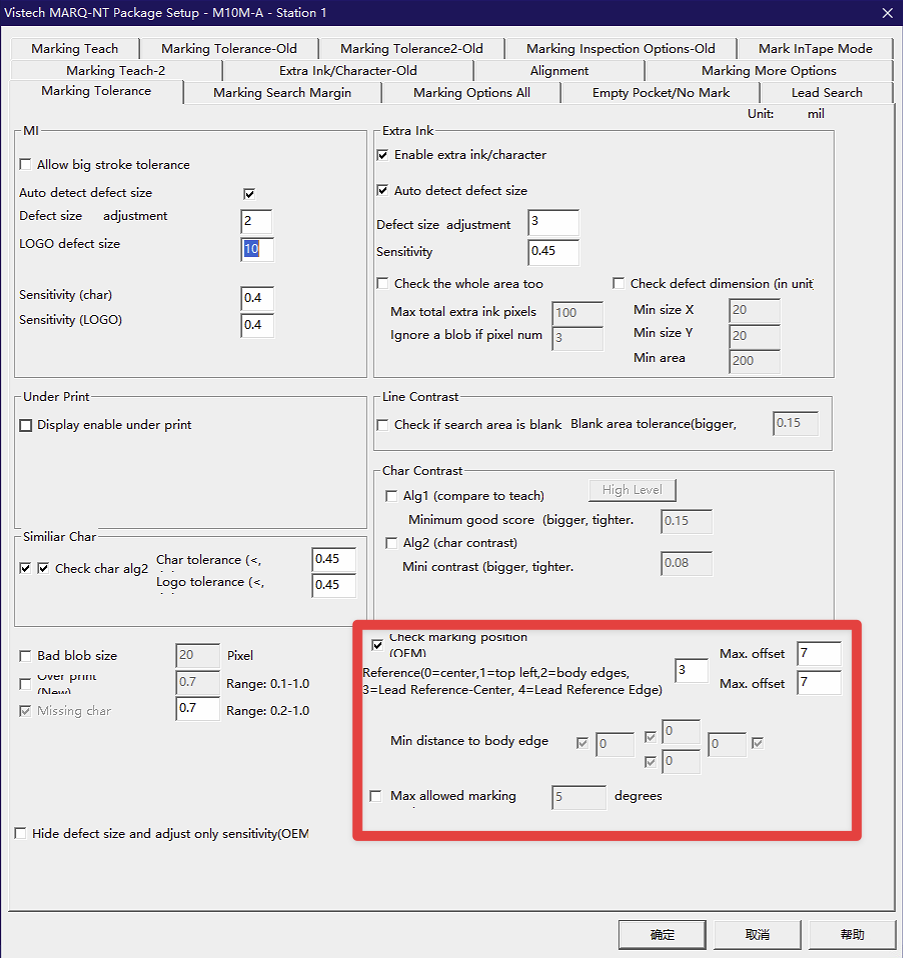 Vistech MARQ-NT Package Setup - M10M-A - Station 1
Marking Teach
Marking Tolerance-Old
Marking Tolerance2-Old
Marking Inspection Options-Old
Mark InTape Mode
Marking Teach-2
Extra Ink/Character-Old
Alignment
Marking More Options
Marking Tolerance
Marking Search Margin
Marking Options All
Empty Pocket/No Mark
Lead Search
Unit: mil
MI
Allow big stroke tolerance
Auto detect defect size
Defect size adjustment 2
LOGO defect size 10
Sensitivity (char) 0.4
Sensitivity (LOGO) 0.4
Extra Ink
Enable extra ink/character
Auto detect defect size
Defect size adjustment 3
Sensitivity 0.45
Check the whole area too
Max total extra ink pixels 100
Ignore a blob if pixel num 3
Check defect dimension (in unit
Min size X 20
Min size Y 20
Min area 200
Under Print
Display enable under print
Line Contrast
Check if search area is blank Blank area tolerance(bigger, 0.15
Char Contrast
Alg1 (compare to teach) High Level
Minimum good score (bigger, tighter. 0.15
Alg2 (char contrast)
Mini contrast (bigger, tighter. 0.08
Similiar Char
Check char alg2
Char tolerance (<, 0.45
Logo tolerance (<, 0.45
Bad blob size 20 Pixel
Over print
(New) 0.7 Range: 0.1-1.0
Missing char 0.7 Range: 0.2-1.0
Hide defect size and adjust only sensitivity(OEM
Check marking position
(OEM)
Reference(0=center,1=top left,2=body edges,
3=Lead Reference-Center, 4=Lead Reference Edge) 3
Max. offset 7
Max. offset 7
Min distance to body edge 0 0 0 0
Max allowed marking 5 degrees
确定
取消
帮助